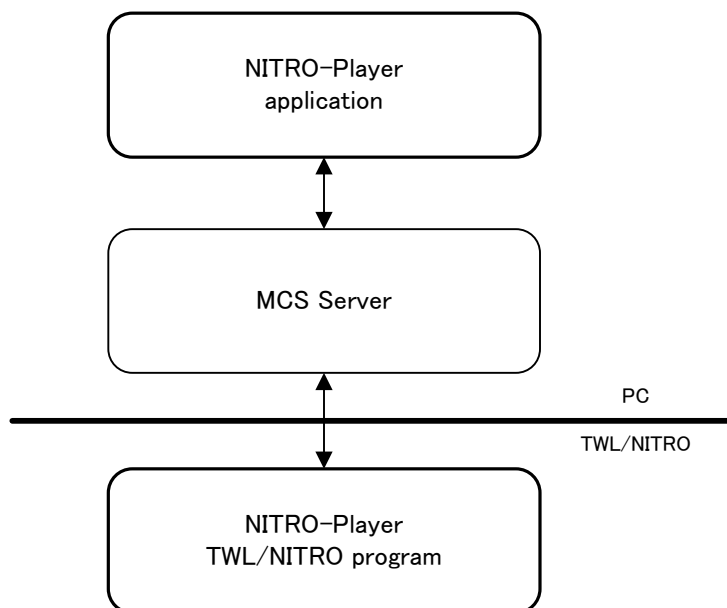 NITRO-Player
application
MCS Server
PC
TWL/NITRO
NITRO-Player
TWL/NITRO program